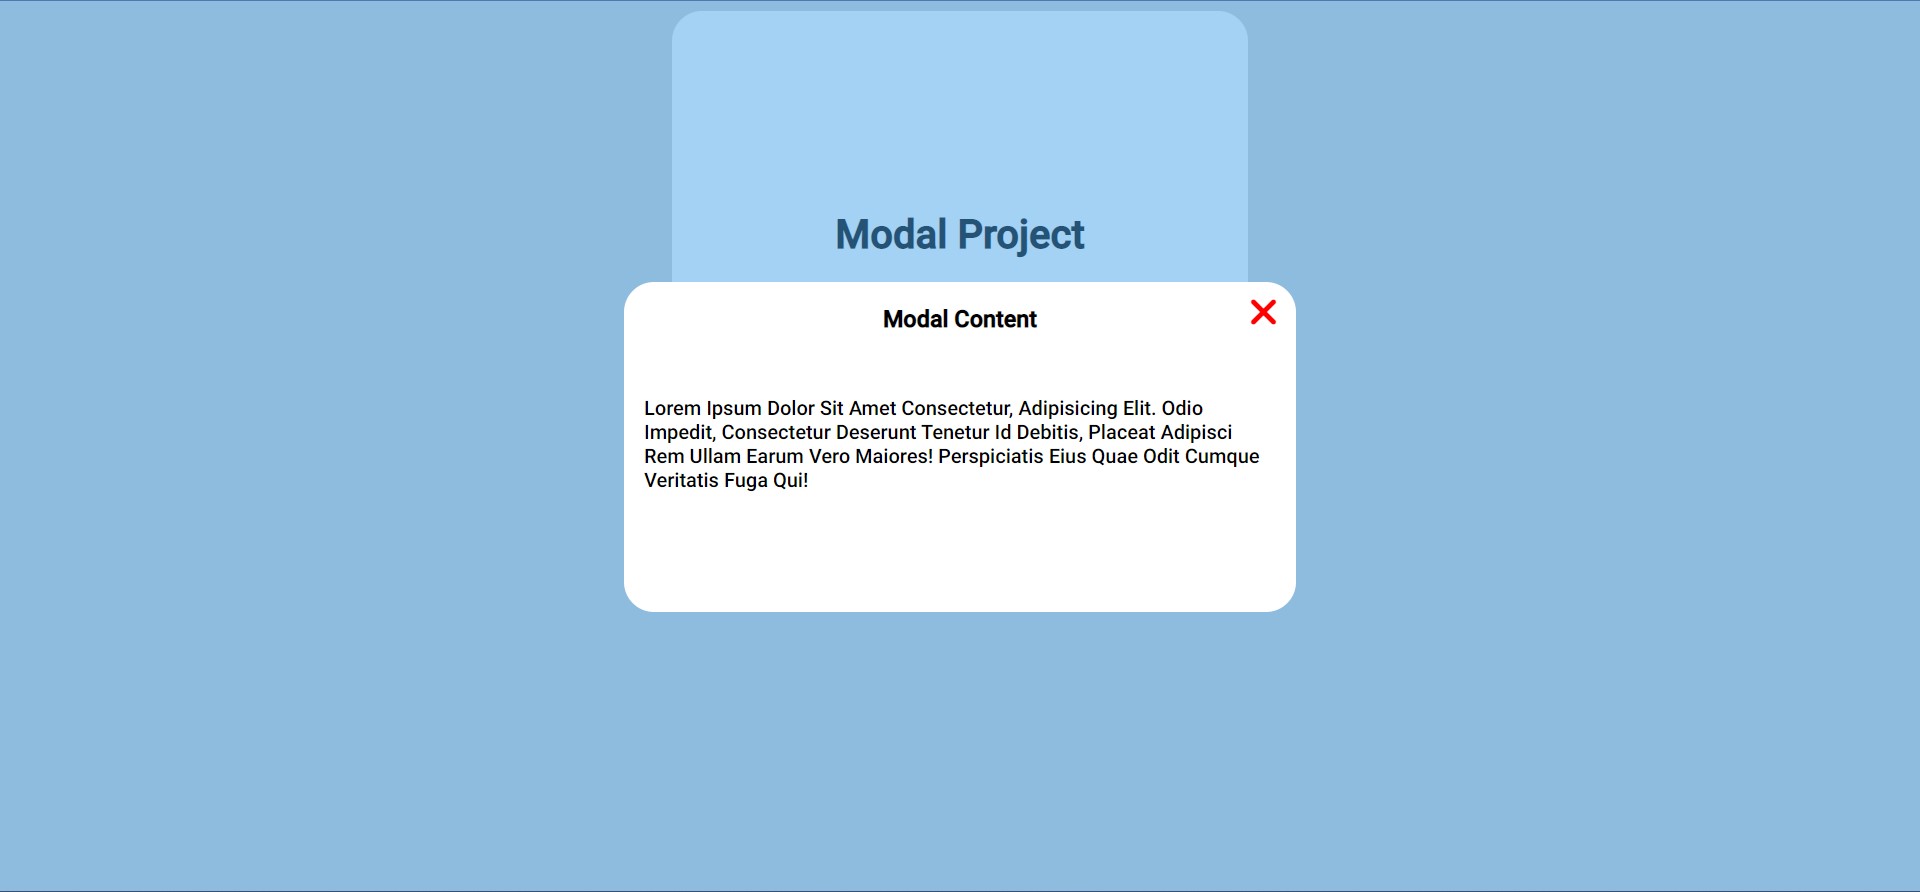 Modal Project
Modal Content
Lorem Ipsum Dolor Sit Amet Consectetur, Adipisicing Elit. Odio
Impedit, Consectetur Deserunt Tenetur Id Debitis, Placeat Adipisci
Rem Ullam Earum Vero Maiores! Perspiciatis Eius Quae Odit Cumque
Veritatis Fuga Qui!